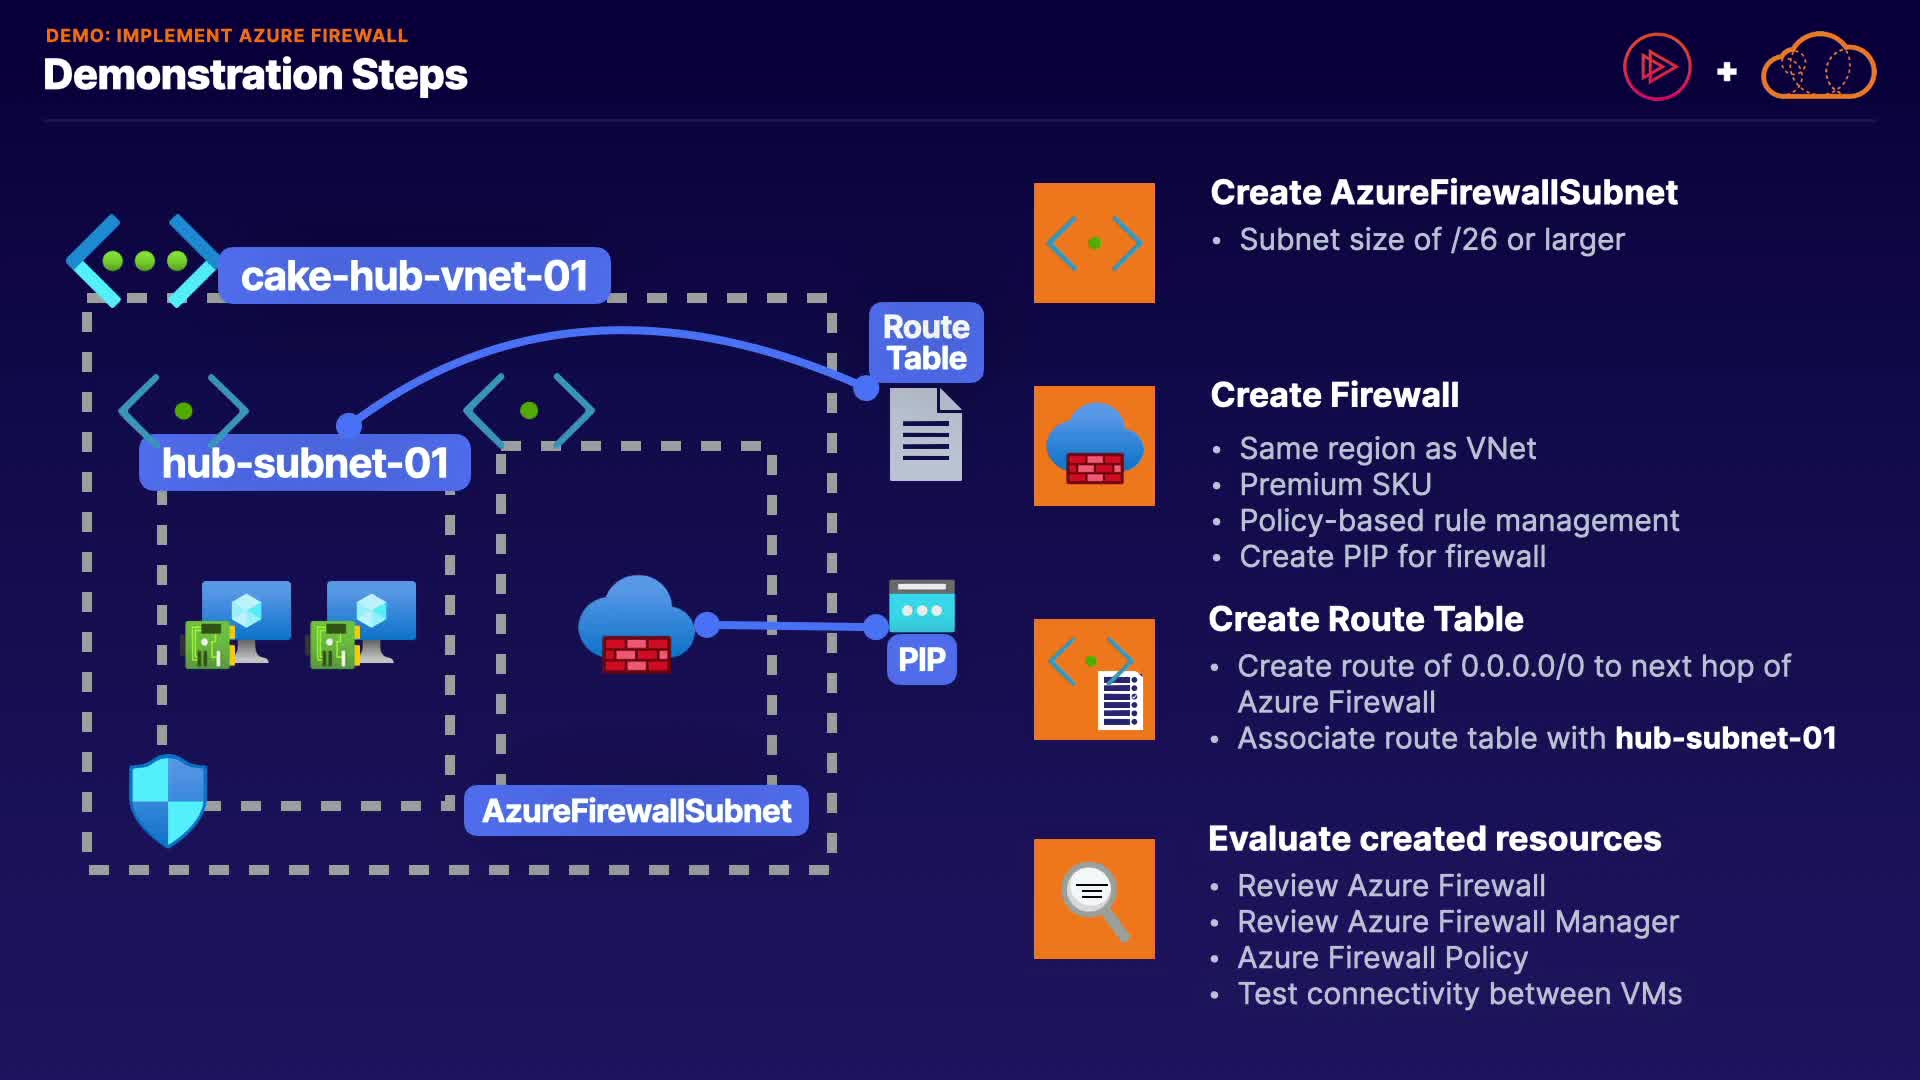 DEMO: IMPLEMENT AZURE FIREWALL
Demonstration Steps
cake-hub-vnet-01
Route
Table
hub-subnet-01
PIP
AzureFirewallSubnet
Create AzureFirewallSubnet
• Subnet size of /26 or larger
Create Firewall
• Same region as VNet
• Premium SKU
• Policy-based rule management
• Create PIP for firewall
Create Route Table
• Create route of 0.0.0.0/0 to next hop of
Azure Firewall
• Associate route table with hub-subnet-01
Evaluate created resources
• Review Azure Firewall
• Review Azure Firewall Manager
• Azure Firewall Policy
• Test connectivity between VMs